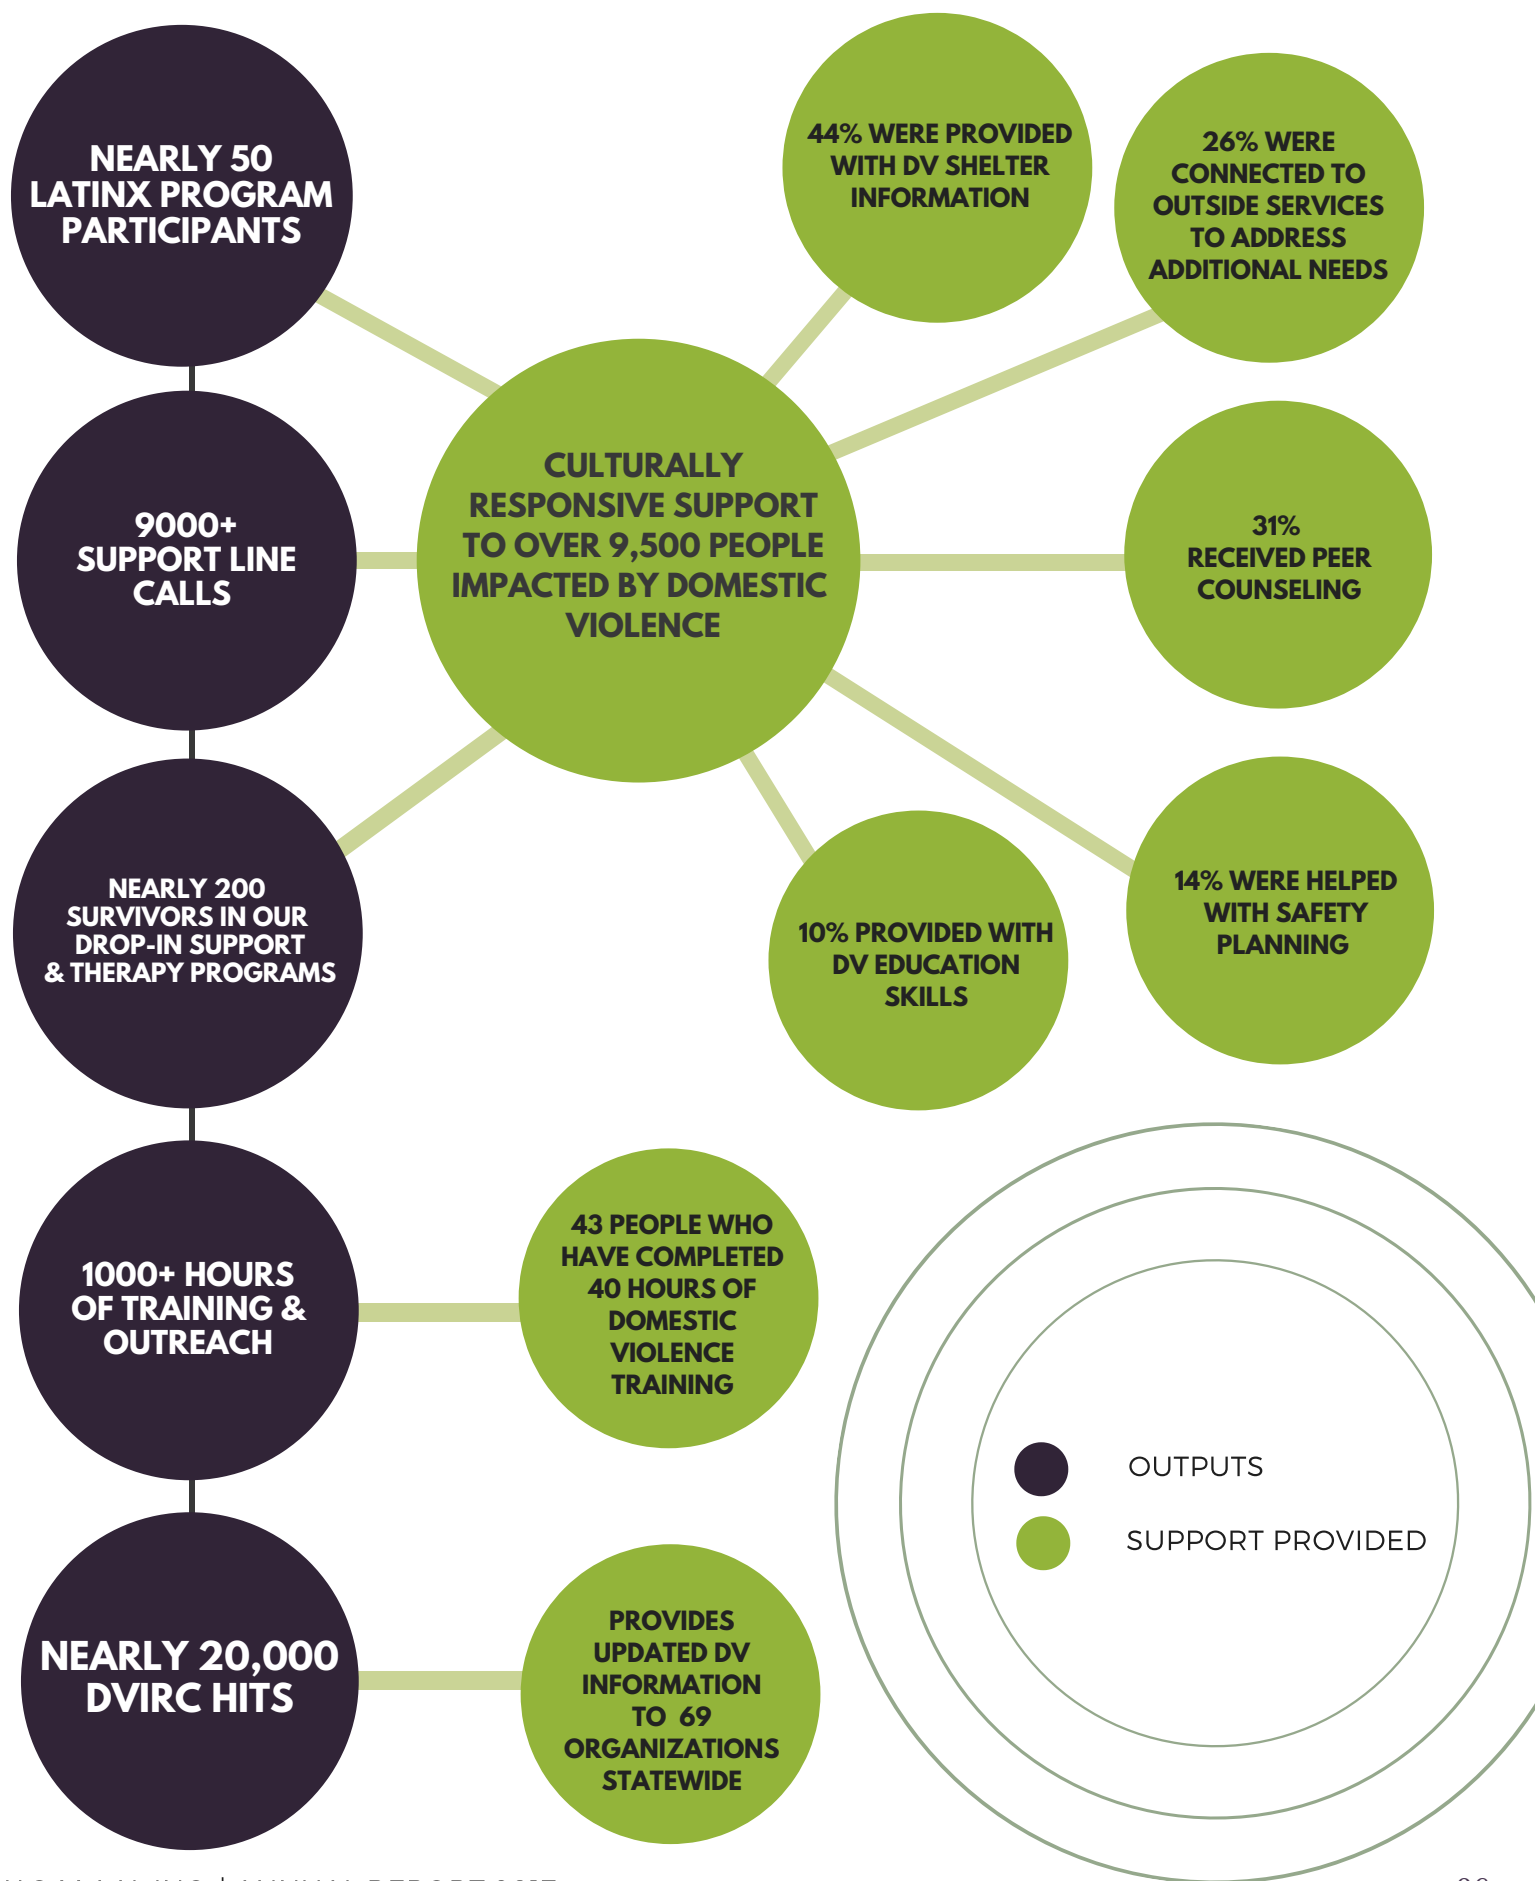 NEARLY 50
LATINX PROGRAM
PARTICIPANTS
44% WERE PROVIDED
WITH DV SHELTER
INFORMATION
26% WERE
CONNECTED TO
OUTSIDE SERVICES
TO ADDRESS
ADDITIONAL NEEDS
9000+
SUPPORT LINE
CALLS
CULTURALLY
RESPONSIVE SUPPORT
TO OVER 9,500 PEOPLE
IMPACTED BY DOMESTIC
VIOLENCE
31%
RECEIVED PEER
COUNSELING
NEARLY 200
SURVIVORS IN OUR
DROP-IN SUPPORT
& THERAPY PROGRAMS
10% PROVIDED WITH
DV EDUCATION
SKILLS
14% WERE HELPED
WITH SAFETY
PLANNING
1000+ HOURS
OF TRAINING &
OUTREACH
43 PEOPLE WHO
HAVE COMPLETED
40 HOURS OF
DOMESTIC
VIOLENCE
TRAINING
OUTPUTS
SUPPORT PROVIDED
NEARLY 20,000
DVIRC HITS
PROVIDES
UPDATED DV
INFORMATION
TO 69
ORGANIZATIONS
STATEWIDE